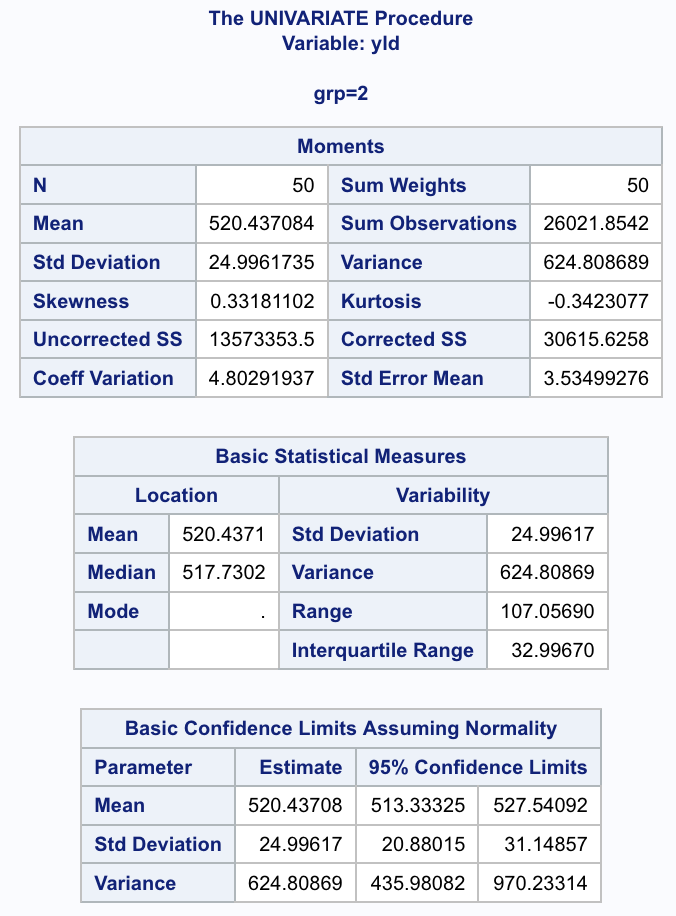 The UNIVARIATE Procedure
Variable: yld
grp=2
Moments
N 50 Sum Weights 50
Mean 520.437084 Sum Observations 26021.8542
Std Deviation 24.9961735 Variance 624.808689
Skewness 0.33181102 Kurtosis -0.3423077
Uncorrected SS 13573353.5 Corrected SS 30615.6258
Coeff Variation 4.80291937 Std Error Mean 3.53499276
Basic Statistical Measures
Location Variability
Mean 520.4371 Std Deviation 24.99617
Median 517.7302 Variance 624.80869
Mode . Range 107.05690
Interquartile Range 32.99670
Basic Confidence Limits Assuming Normality
Parameter Estimate 95% Confidence Limits
Mean 520.43708 513.33325 527.54092
Std Deviation 24.99617 20.88015 31.14857
Variance 624.80869 435.98082 970.23314